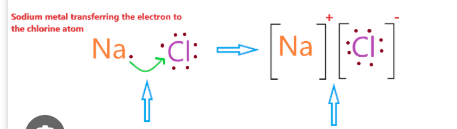 Sodium metal transferring the electron to
the chlorine atom
Na. :Cl: [Na]+ [:Cl:]-